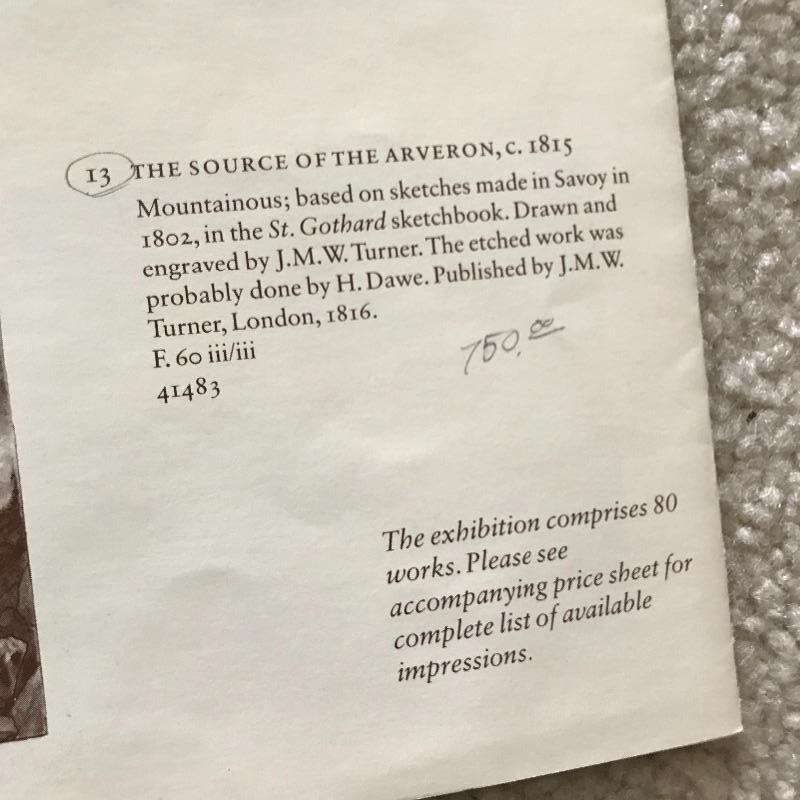 13 THE SOURCE OF THE ARVERON, C. 1815
Mountainous; based on sketches made in Savoy in
1802, in the St. Gothard sketchbook. Drawn and
engraved by J.M.W. Turner. The etched work was
probably done by H. Dawe. Published by J.M.W.
Turner, London, 1816.
F. 60 iii/iii
41483
750.00
The exhibition comprises 80
works. Please see
accompanying price sheet for
complete list of available
impressions.